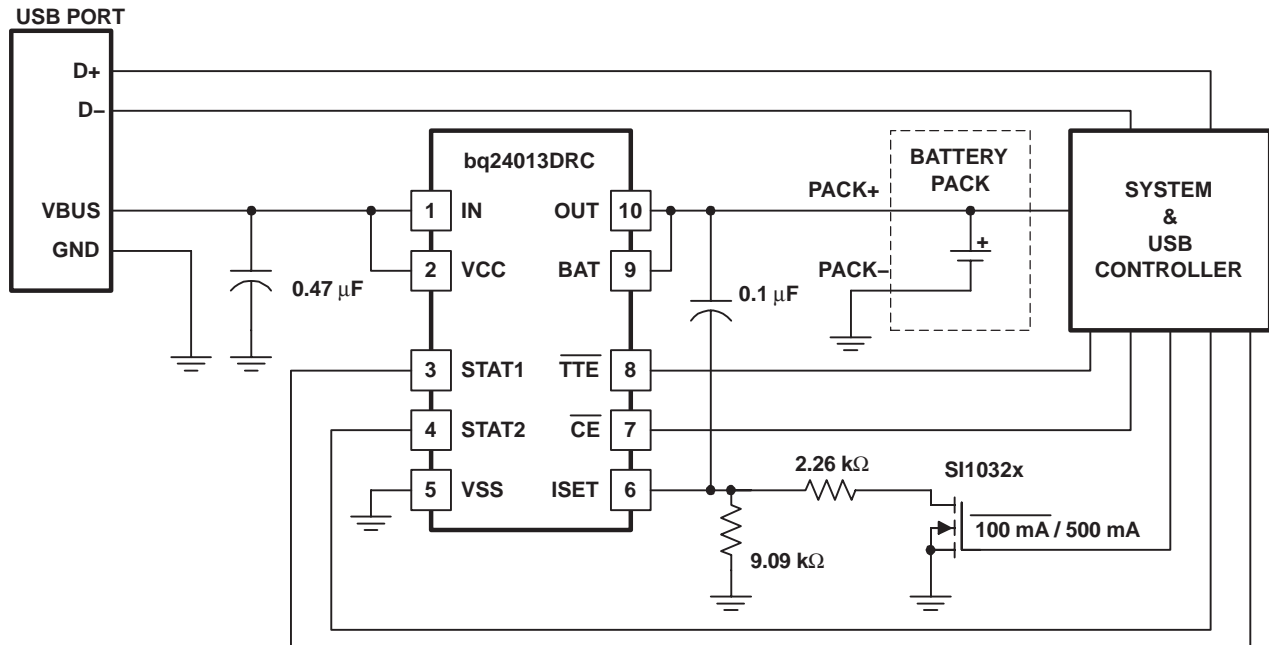 USB PORT
D+
D–
VBUS
GND
0.47 μF
bq24013DRC
1 IN
2 VCC
3 STAT1
4 STAT2
5 VSS
OUT 10
BAT 9
TTE 8
CE 7
ISET 6
0.1 μF
PACK+
PACK–
BATTERY
PACK
+
SYSTEM
&
USB
CONTROLLER
2.26 kΩ
9.09 kΩ
SI1032x
100 mA / 500 mA